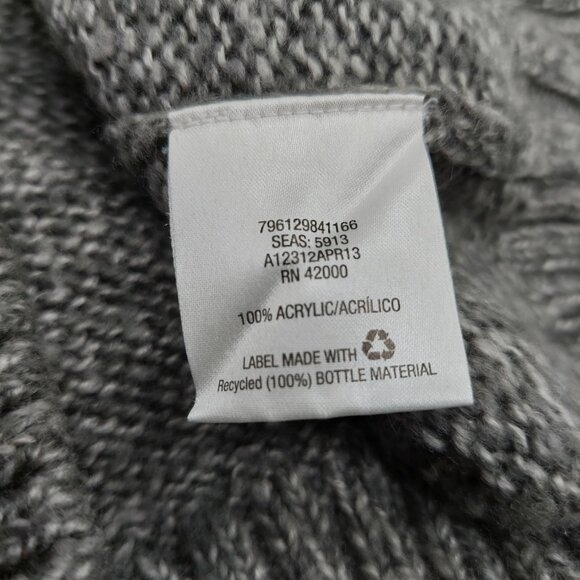 796129841166
SEAS: 5913
A12312APR13
RN 42000
100% ACRYLIC/ACRÍLICO
LABEL MADE WITH
Recycled (100%) BOTTLE MATERIAL